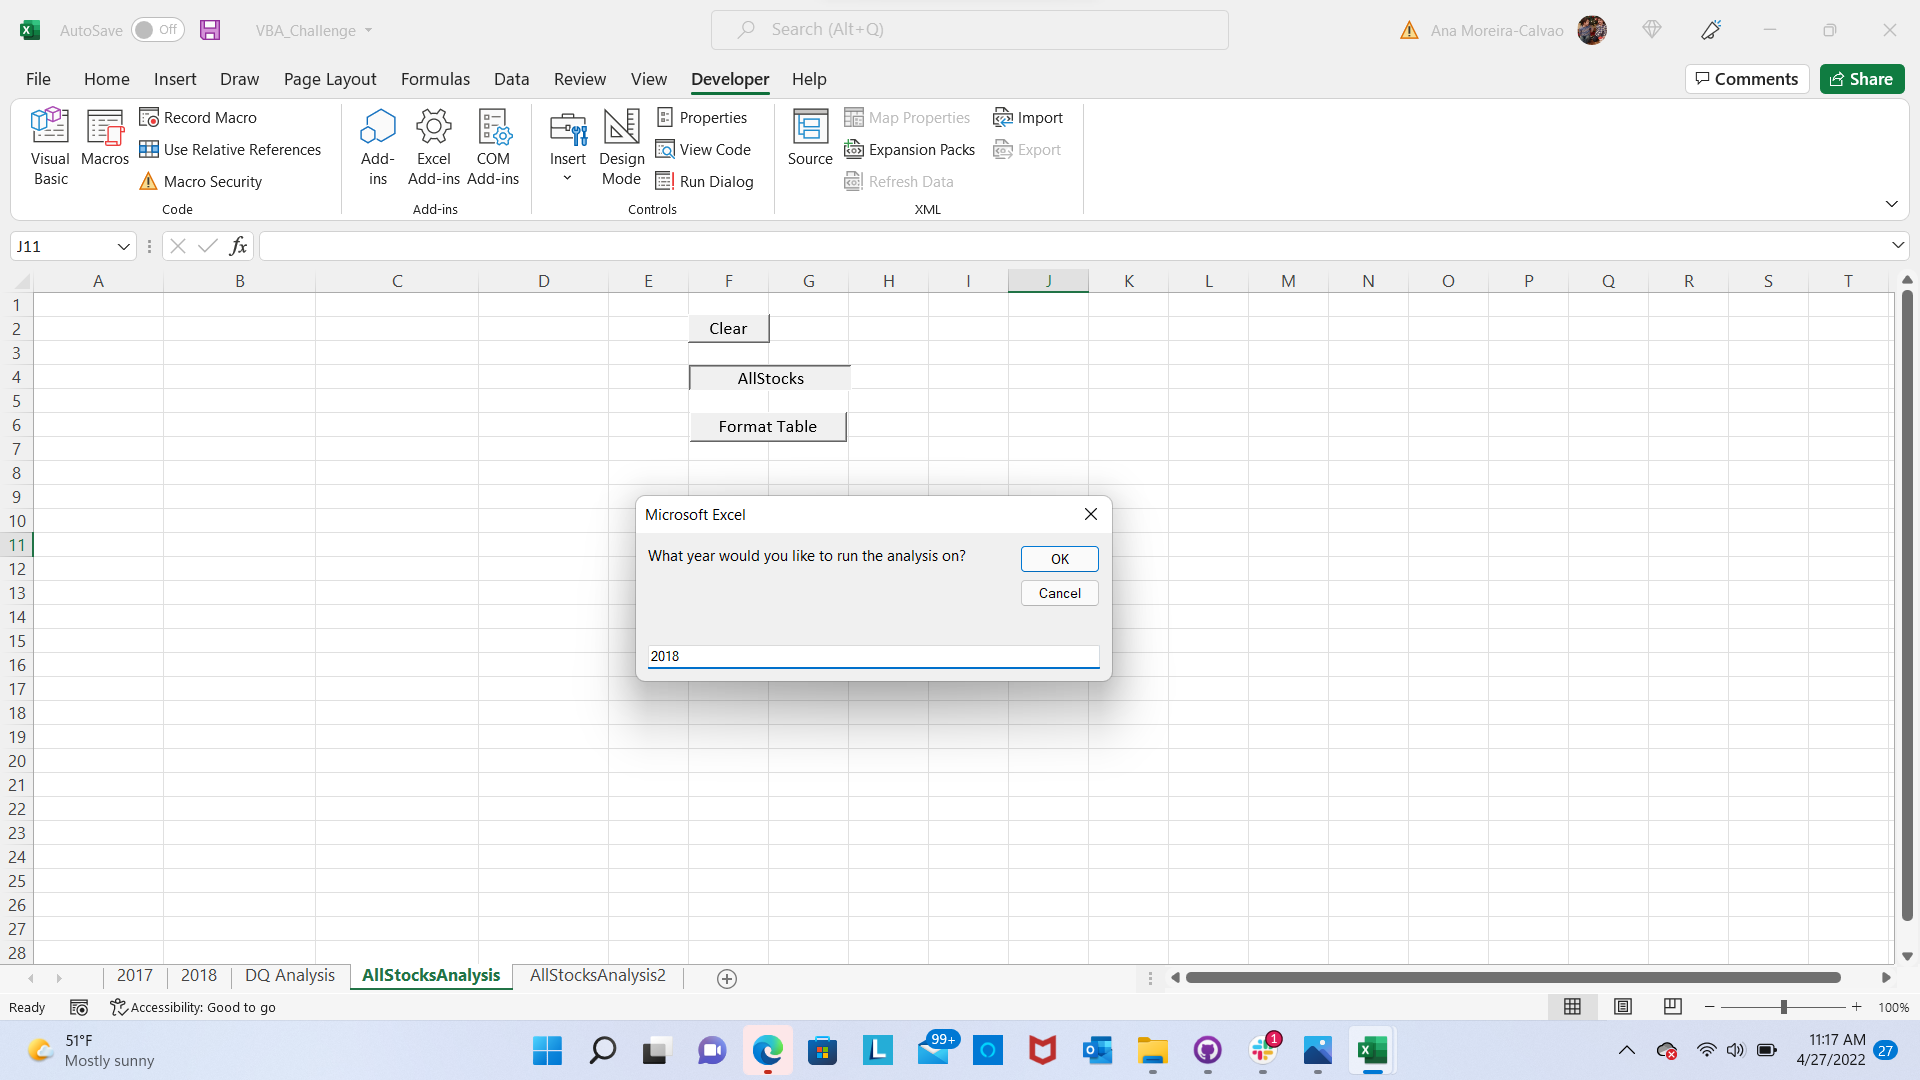 AutoSave Off VBA_Challenge Search (Alt+Q) Ana Moreira-Calvao
File Home Insert Draw Page Layout Formulas Data Review View Developer Help Comments Share
Visual Basic
Macros
Record Macro
Use Relative References
Macro Security
Code
Add-ins
Excel Add-ins
COM Add-ins
Add-ins
Insert
Design Mode
Properties
View Code
Run Dialog
Controls
Source
Map Properties
Expansion Packs
Refresh Data
Import
Export
XML
J11 fx
A B C D E F G H I J K L M N O P Q R S T
1
2
3
4
5
6
7
8
9
10
11
12
13
14
15
16
17
18
19
20
21
22
23
24
25
26
27
28
Clear
AllStocks
Format Table
Microsoft Excel
What year would you like to run the analysis on?
OK
Cancel
2018
2017 2018 DQ Analysis AllStocksAnalysis AllStocksAnalysis2
Ready Accessibility: Good to go 100%
51°F
Mostly sunny
L
99+
1
11:17 AM
4/27/2022
27